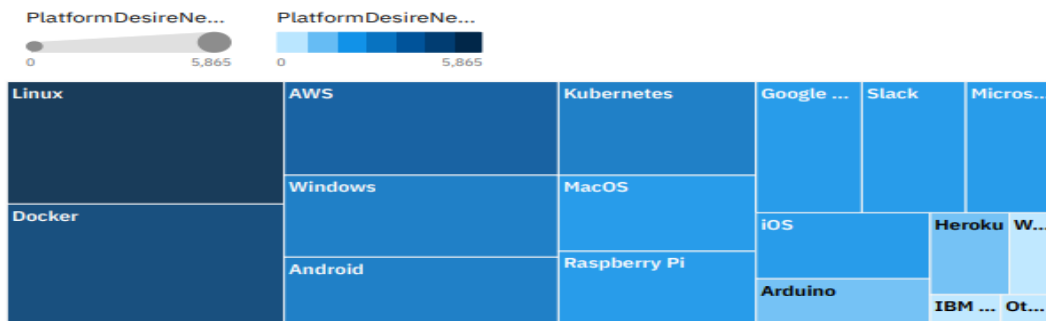 PlatformDesireNe... PlatformDesireNe...
0 5,865 0 5,865
Linux AWS Kubernetes Google ... Slack Micros...
Windows MacOS
Docker iOS Heroku W...
Android Raspberry Pi
Arduino
IBM ... Ot...